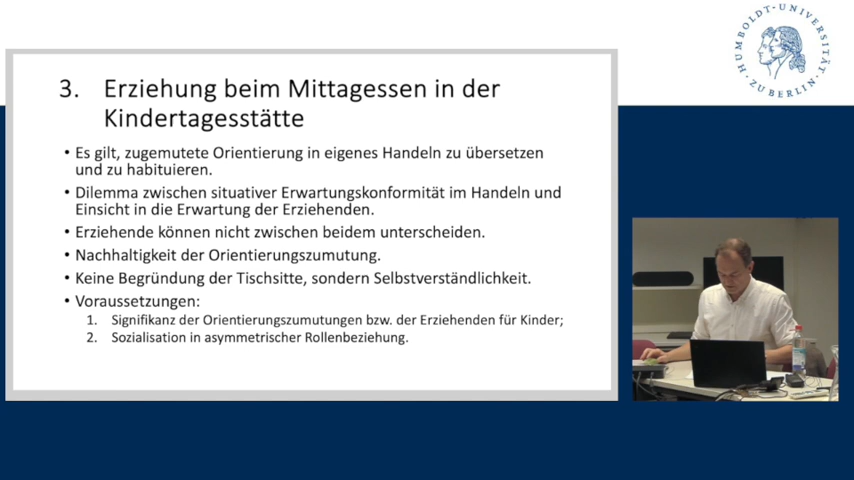 HUMBOLDT-UNIVERSITÄT
ZU BERLIN
3. Erziehung beim Mittagessen in der
Kindertagesstätte
• Es gilt, zugemutete Orientierung in eigenes Handeln zu übersetzen
und zu habituieren.
• Dilemma zwischen situativer Erwartungskonformität im Handeln und
Einsicht in die Erwartung der Erziehenden.
• Erziehende können nicht zwischen beidem unterscheiden.
• Nachhaltigkeit der Orientierungszumutung.
• Keine Begründung der Tischsitte, sondern Selbstverständlichkeit.
• Voraussetzungen:
1. Signifikanz der Orientierungszumutungen bzw. der Erziehenden für Kinder;
2. Sozialisation in asymmetrischer Rollenbeziehung.